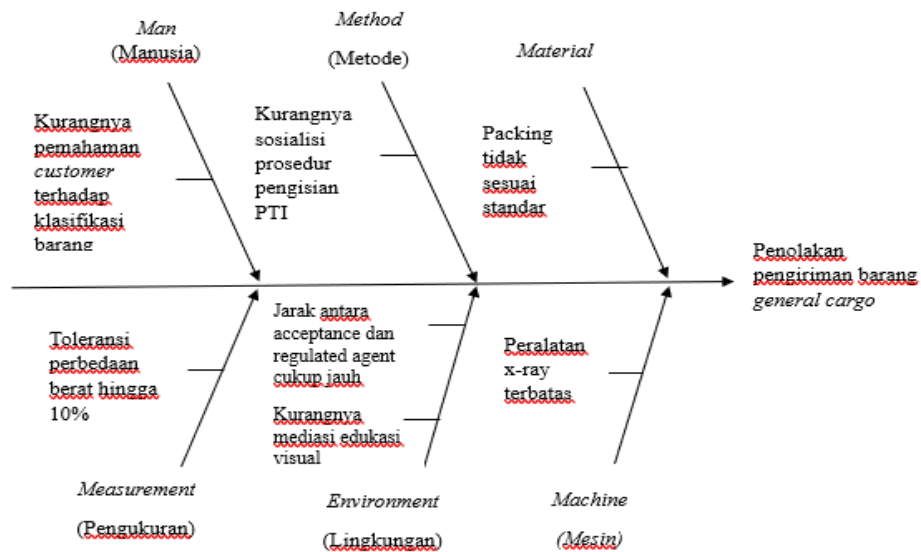 Man
(Manusia)
Method
(Metode)
Material
Kurangnya
pemahaman
customer
terhadap
klasifikasi
barang
Kurangnya
sosialisi
prosedur
pengisian
PTI
Packing
tidak
sesuai
standar
Penolakan
pengiriman barang
general cargo
Toleransi
perbedaan
berat hingga
10%
Jarak antara
acceptance dan
regulated agent
cukup jauh
Kurangnya
mediasi edukasi
visual
Peralatan
x-ray
terbatas
Measurement
(Pengukuran)
Environment
(Lingkungan)
Machine
(Mesin)